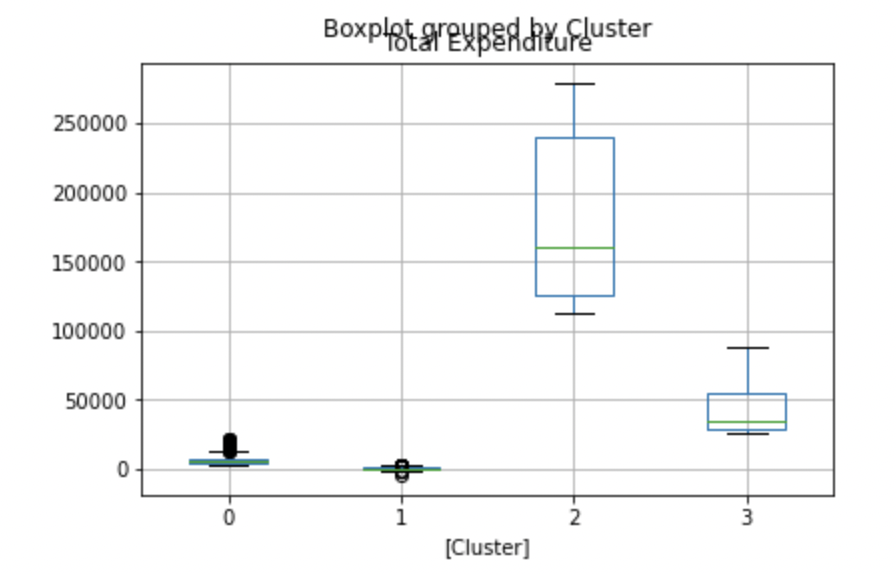 Boxplot grouped by Cluster
Total Expenditure
250000
200000
150000
100000
50000
0
0 1 2 3
[Cluster]